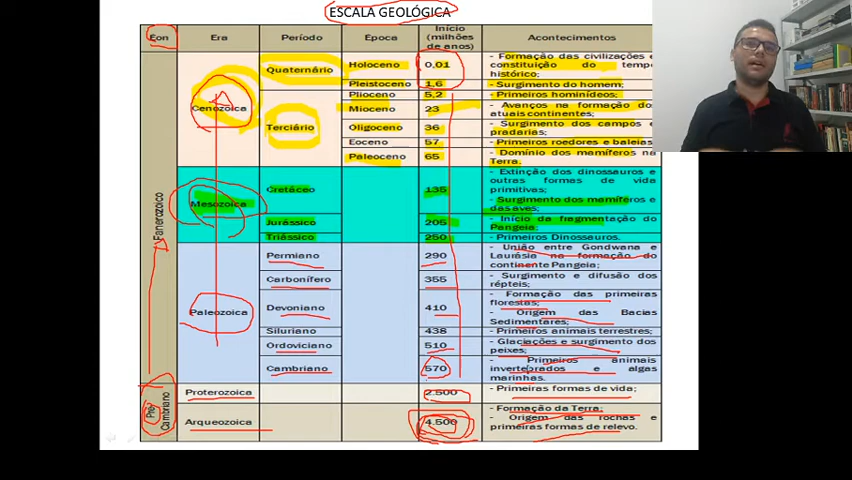 ESCALA GEOLÓGICA
Eon Era Período Época Início (milhões de anos) Acontecimentos
Fanerozoico
Cenozoica
Quaternário
Holoceno 0,01
- Formação das civilizações e
constituição do tempo
histórico;
Pleistoceno 1,6 - Surgimento do homem;
Terciário
Plioceno 5,2 - Primeiros hominídeos;
Mioceno 23
- Avanços na formação do
atuais continentes;
Oligoceno 36
- Surgimento dos campos e
pradarias;
Eoceno 57 - Primeiros roedores e baleias;
Paleoceno 65
- Domínio dos mamíferos na
Terra.
Mesozoica
Cretáceo 135
- Extinção dos dinossauros e
outras formas de vida
primitivas;
- Surgimento dos mamíferos e
das aves;
Jurássico 205
- Início da fragmentação do
Pangeia;
Triássico 250 - Primeiros Dinossauros.
Paleozoica
Permiano 290
- União entre Gondwana e
Laurásia na formação do
continente Pangeia;
Carbonífero 355
- Surgimento e difusão dos
répteis;
Devoniano 410
- Formação das primeiras
florestas;
- Origem das Bacias
Sedimentares;
Siluriano 438 - Primeiros animais terrestres;
Ordoviciano 510
- Glaciações e surgimento dos
peixes;
Cambriano 570
- Primeiros animais
invertebrados e algas
marinhas.
Pré-
Cambriano
Proterozoica 2.500 - Primeiras formas de vida;
Arqueozoica 4.500
- Formação da Terra;
- Origem das rochas e
primeiras formas de relevo.